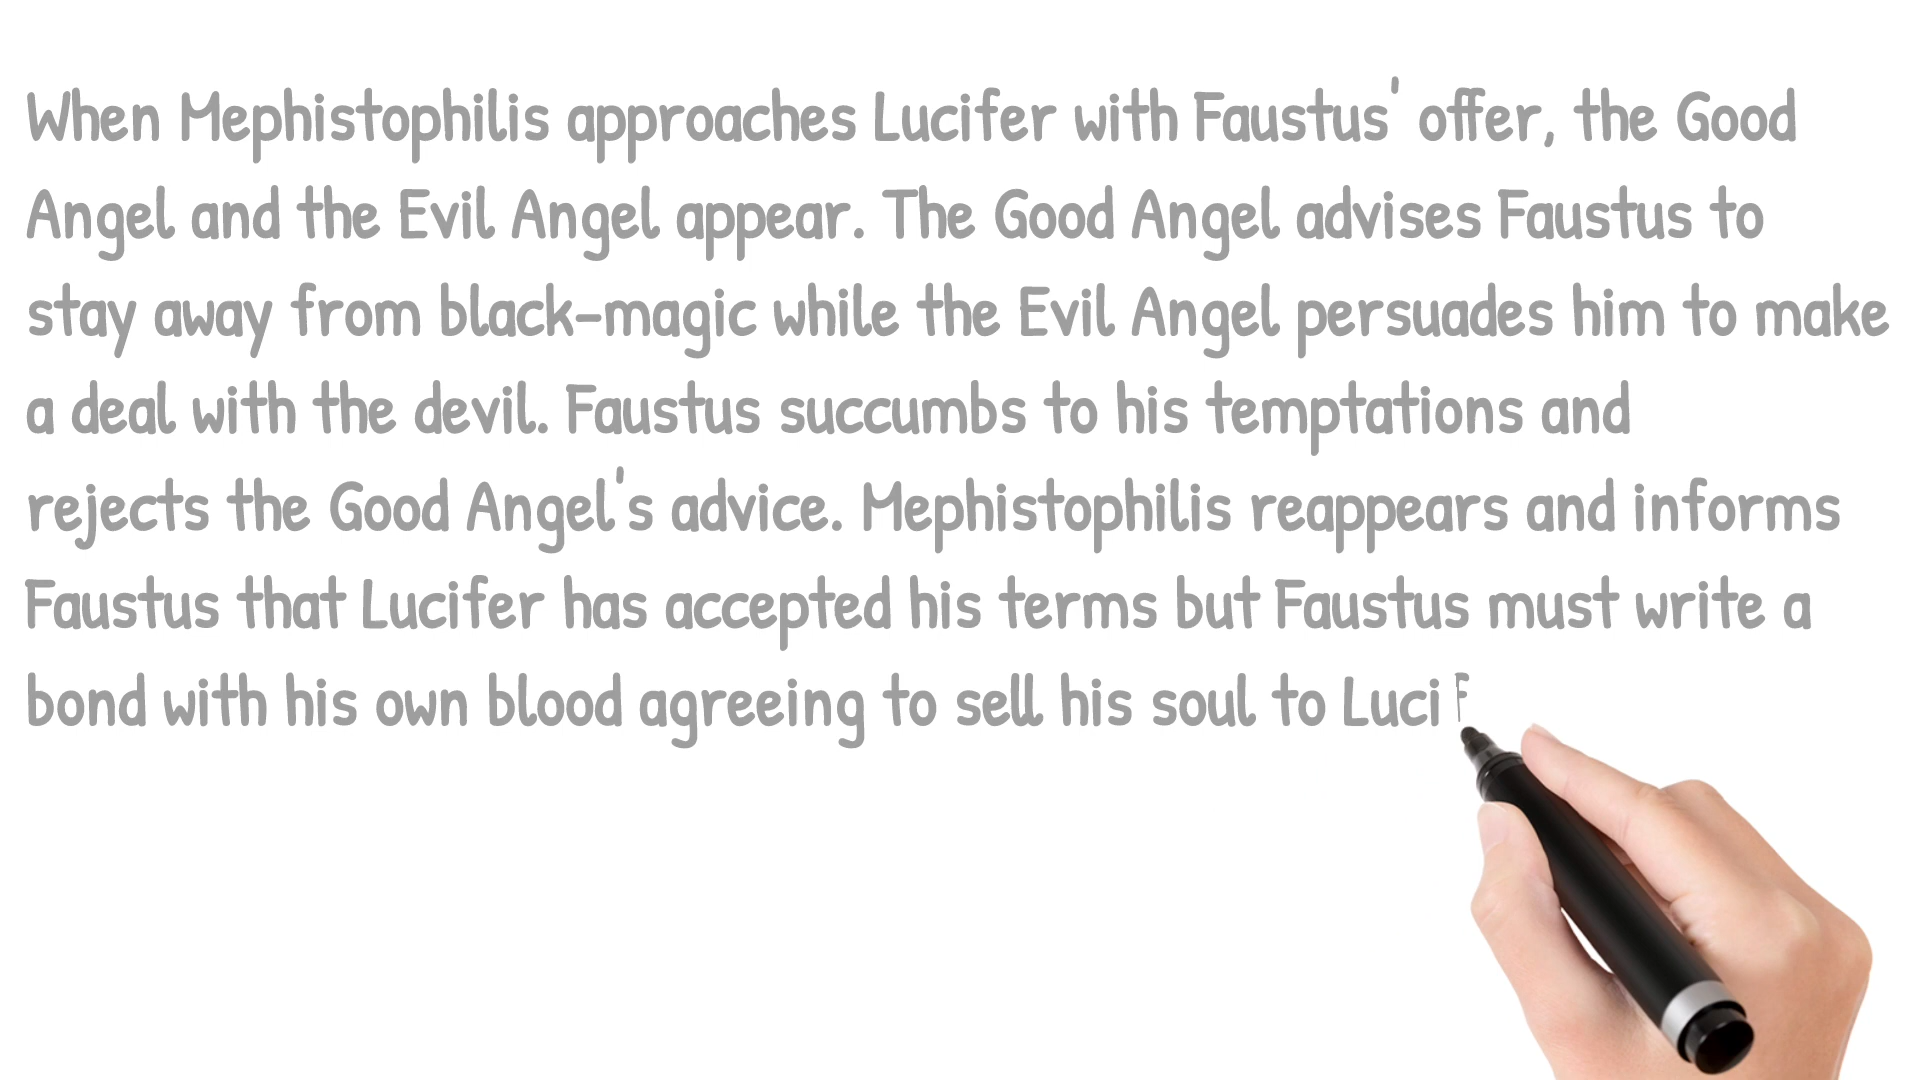 When Mephistophilis approaches Lucifer with Faustus' offer, the Good
Angel and the Evil Angel appear. The Good Angel advises Faustus to
stay away from black-magic while the Evil Angel persuades him to make
a deal with the devil. Faustus succumbs to his temptations and
rejects the Good Angel's advice. Mephistophilis reappears and informs
Faustus that Lucifer has accepted his terms but Faustus must write a
bond with his own blood agreeing to sell his soul to Luci